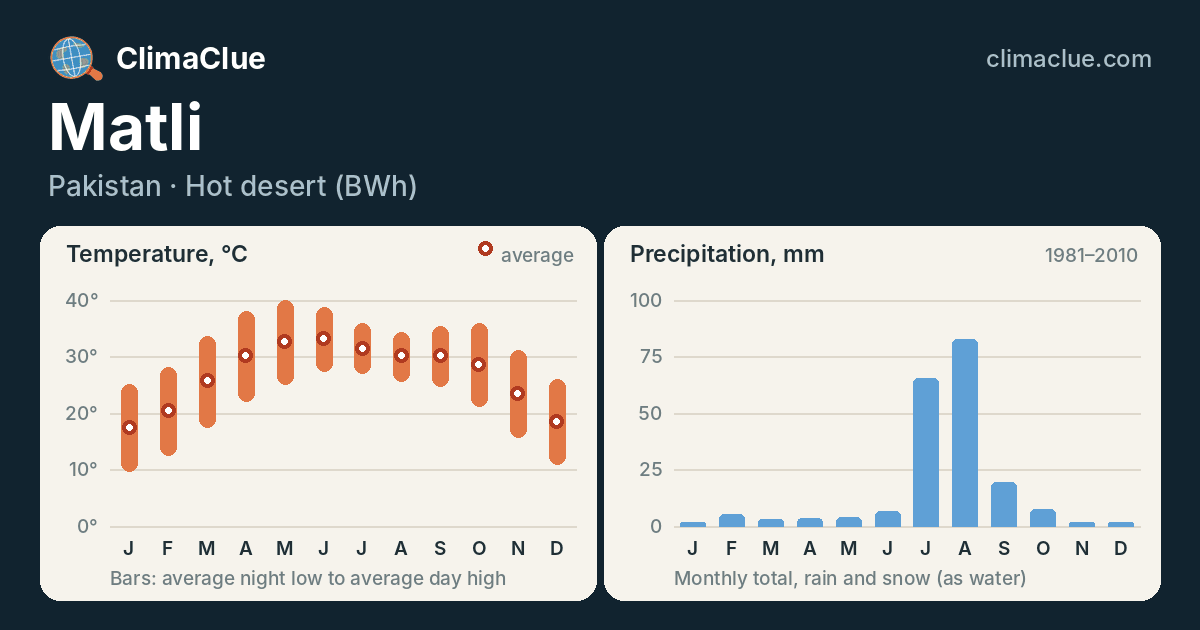 ClimaClue
climaclue.com
Matli
Pakistan · Hot desert (BWh)
Temperature, °C
average
40°
30°
20°
10°
0°
J F M A M J J A S O N D
Bars: average night low to average day high
Precipitation, mm
1981–2010
100
75
50
25
0
J F M A M J J A S O N D
Monthly total, rain and snow (as water)